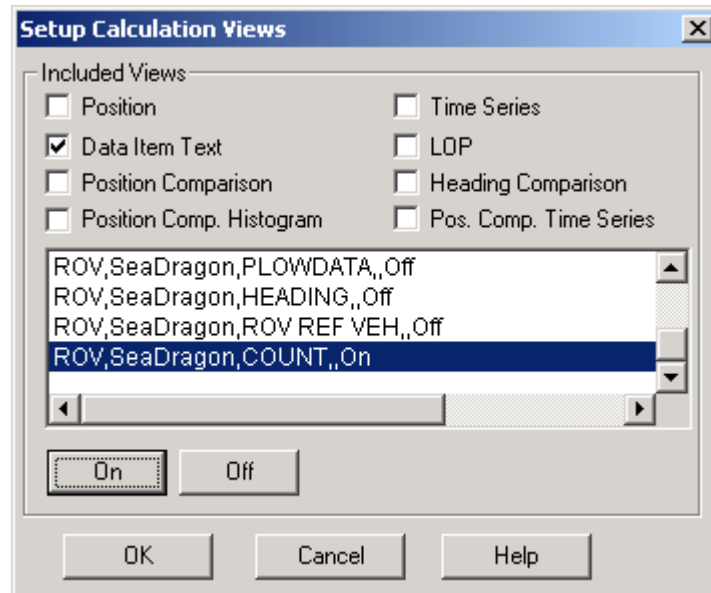 Setup Calculation Views
Included Views
Position
Time Series
Data Item Text
LOP
Position Comparison
Heading Comparison
Position Comp. Histogram
Pos. Comp. Time Series
ROV,SeaDragon,PLOWDATA,,Off
ROV,SeaDragon,HEADING,,Off
ROV,SeaDragon,ROV REF VEH,,Off
ROV,SeaDragon,COUNT,,On
On
Off
OK
Cancel
Help